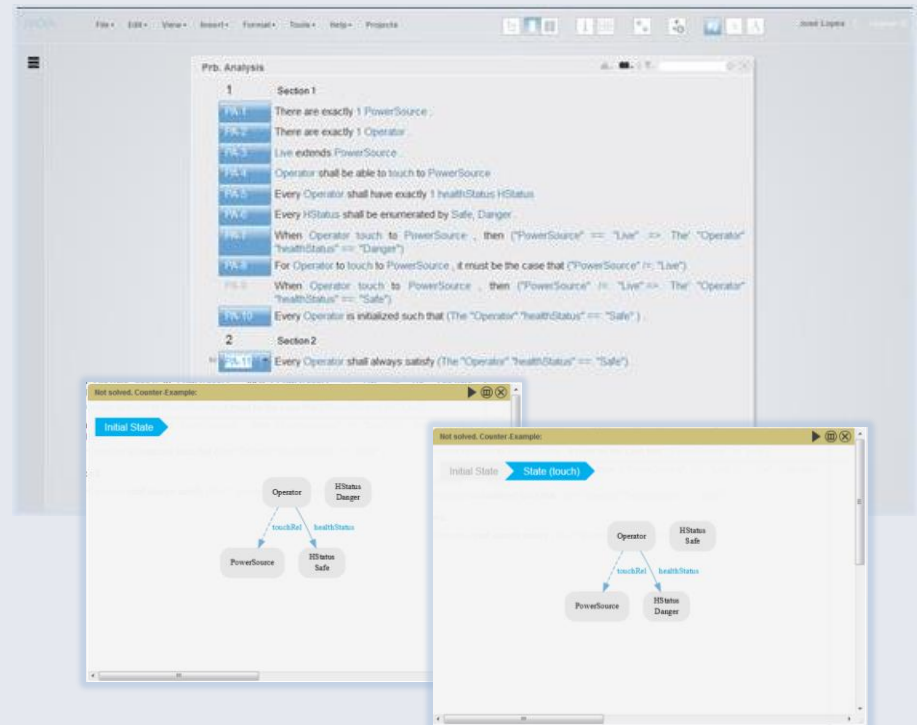 File Edit View Insert Format Tools Help Projects José Lopes
Prb. Analysis
1 Section 1
PA-1 There are exactly 1 PowerSource .
PA-2 There are exactly 1 Operator .
PA-3 Live extends PowerSource .
PA-4 Operator shall be able to touch to PowerSource
PA-5 Every Operator shall have exactly 1 healthStatus HStatus
PA-6 Every HStatus shall be enumerated by Safe, Danger .
PA-7 When Operator touch to PowerSource , then ("PowerSource" == "Live" => The' "Operator"
"healthStatus" == "Danger")
PA-8 For Operator to touch to PowerSource , it must be the case that ("PowerSource" /= "Live")
PA-9 When Operator touch to PowerSource , then ("PowerSource" /= "Live" => The' "Operator"
"healthStatus" == "Safe")
PA-10 Every Operator is initialized such that (The "Operator" "healthStatus" == "Safe" ) .
2 Section 2
PA-11 Every Operator shall always satisfy (The "Operator" "healthStatus" == "Safe")
Not solved. Counter-Example:
Initial State
Operator
HStatus
Danger
touchRel healthStatus
PowerSource
HStatus
Safe
Not solved. Counter-Example:
Initial State State (touch)
Operator
HStatus
Safe
touchRel healthStatus
PowerSource
HStatus
Danger